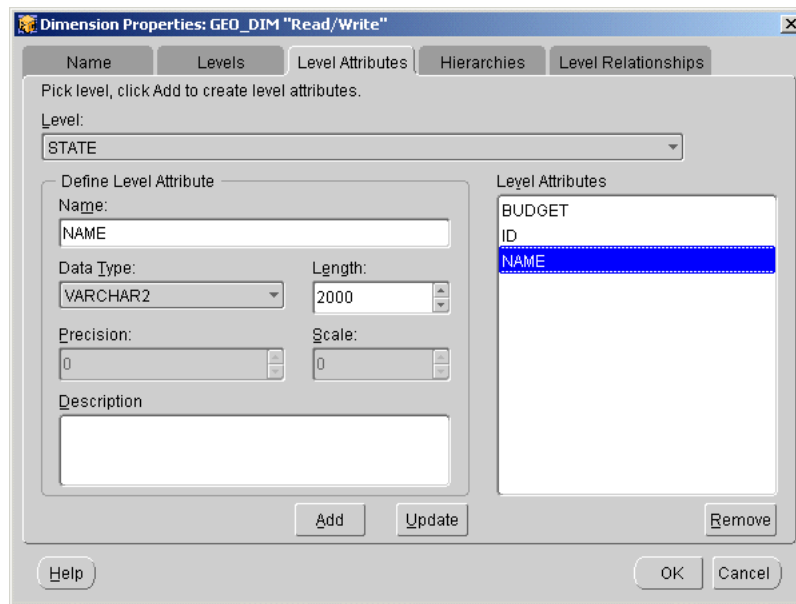 Dimension Properties: GEO_DIM "Read/Write"
Name Levels Level Attributes Hierarchies Level Relationships
Pick level, click Add to create level attributes.
Level:
STATE
Define Level Attribute
Name:
NAME
Data Type: Length:
VARCHAR2 2000
Precision: Scale:
0 0
Description
Level Attributes
BUDGET
ID
NAME
Add Update Remove
Help OK Cancel